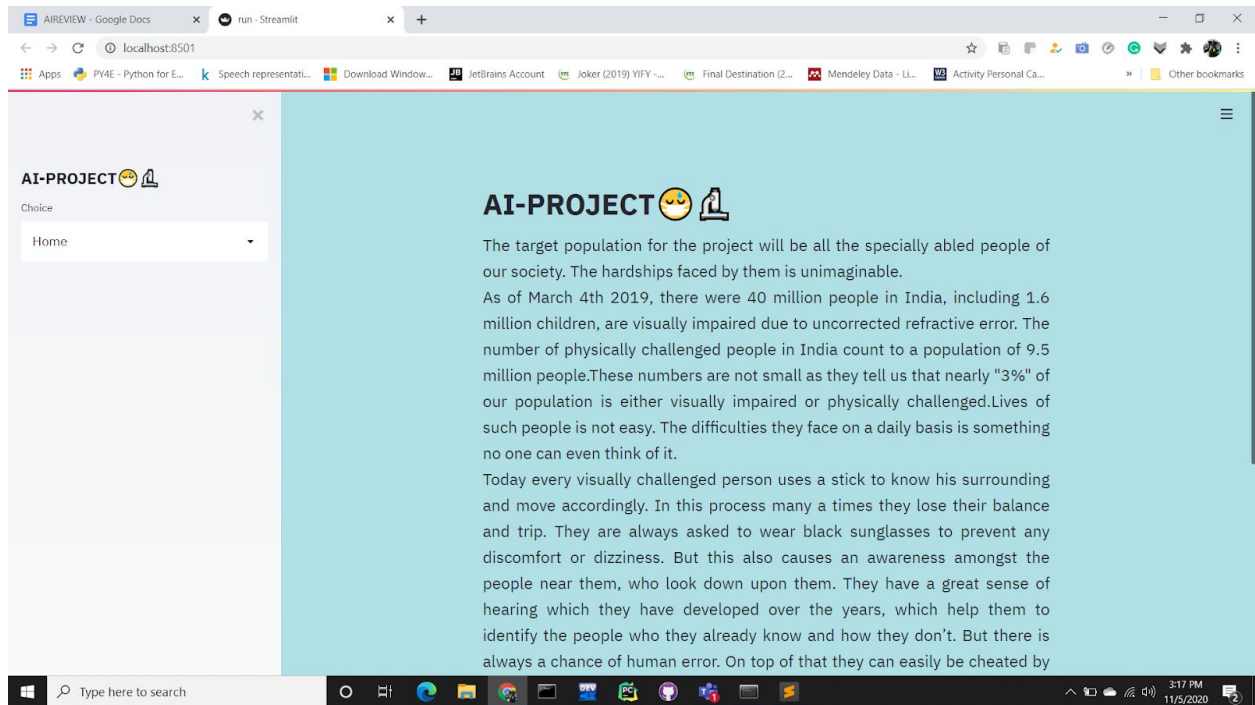 AIREVIEW - Google Docs
run - Streamlit
localhost:8501
Apps
PY4E - Python for E...
Speech representati...
Download Window...
JetBrains Account
Joker (2019) YIFY -...
Final Destination (2...
Mendeley Data - Li...
Activity Personal Ca...
»
Other bookmarks
AI-PROJECT
Choice
Home
AI-PROJECT
The target population for the project will be all the specially abled people of
our society. The hardships faced by them is unimaginable.
As of March 4th 2019, there were 40 million people in India, including 1.6
million children, are visually impaired due to uncorrected refractive error. The
number of physically challenged people in India count to a population of 9.5
million people.These numbers are not small as they tell us that nearly "3%" of
our population is either visually impaired or physically challenged.Lives of
such people is not easy. The difficulties they face on a daily basis is something
no one can even think of it.
Today every visually challenged person uses a stick to know his surrounding
and move accordingly. In this process many a times they lose their balance
and trip. They are always asked to wear black sunglasses to prevent any
discomfort or dizziness. But this also causes an awareness amongst the
people near them, who look down upon them. They have a great sense of
hearing which they have developed over the years, which help them to
identify the people who they already know and how they don't. But there is
always a chance of human error. On top of that they can easily be cheated by
Type here to search
DEV
PC
3:17 PM
11/5/2020
2